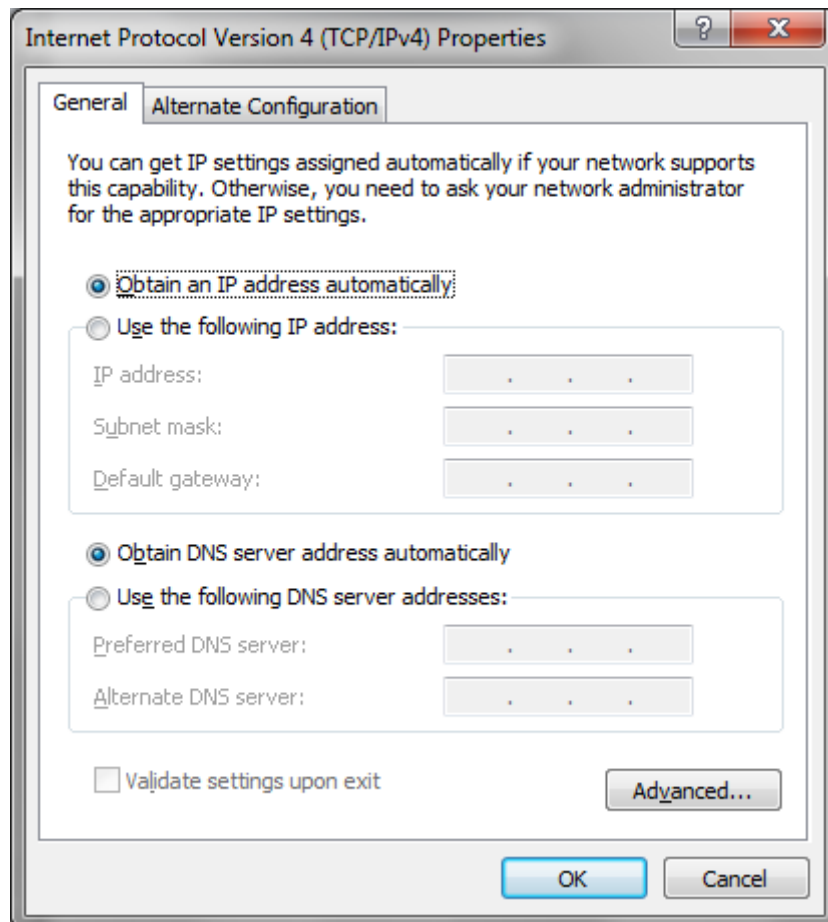 Internet Protocol Version 4 (TCP/IPv4) Properties
General
Alternate Configuration
You can get IP settings assigned automatically if your network supports
this capability. Otherwise, you need to ask your network administrator
for the appropriate IP settings.
Obtain an IP address automatically
Use the following IP address:
IP address:
. . .
Subnet mask:
. . .
Default gateway:
. . .
Obtain DNS server address automatically
Use the following DNS server addresses:
Preferred DNS server:
. . .
Alternate DNS server:
. . .
Validate settings upon exit
Advanced...
OK
Cancel